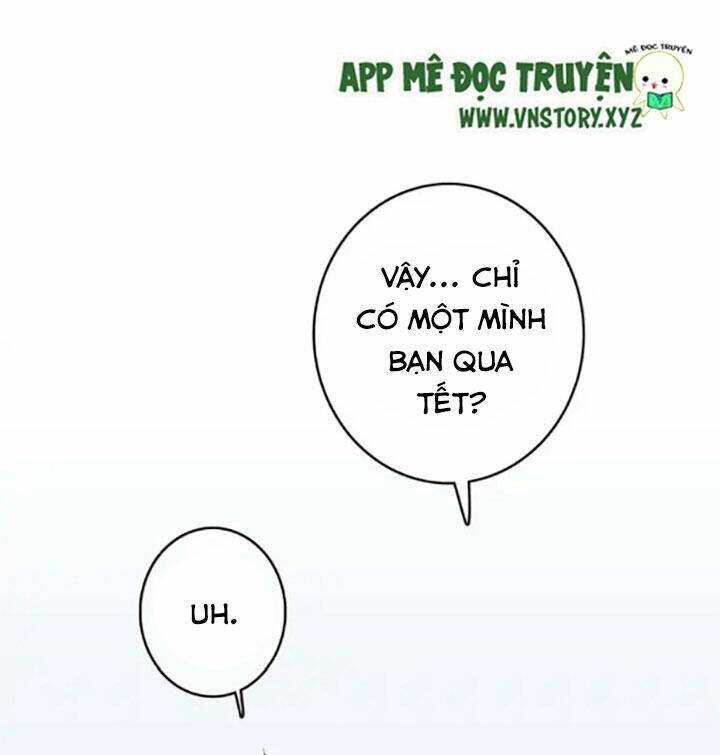 MÊ ĐỌC TRUYỆN
APP MÊ ĐỌC TRUYỆN
WWW.VNSTORY.XYZ
VẬY... CHỈ
CÓ MỘT MÌNH
BẠN QUA
TẾT?
UH.